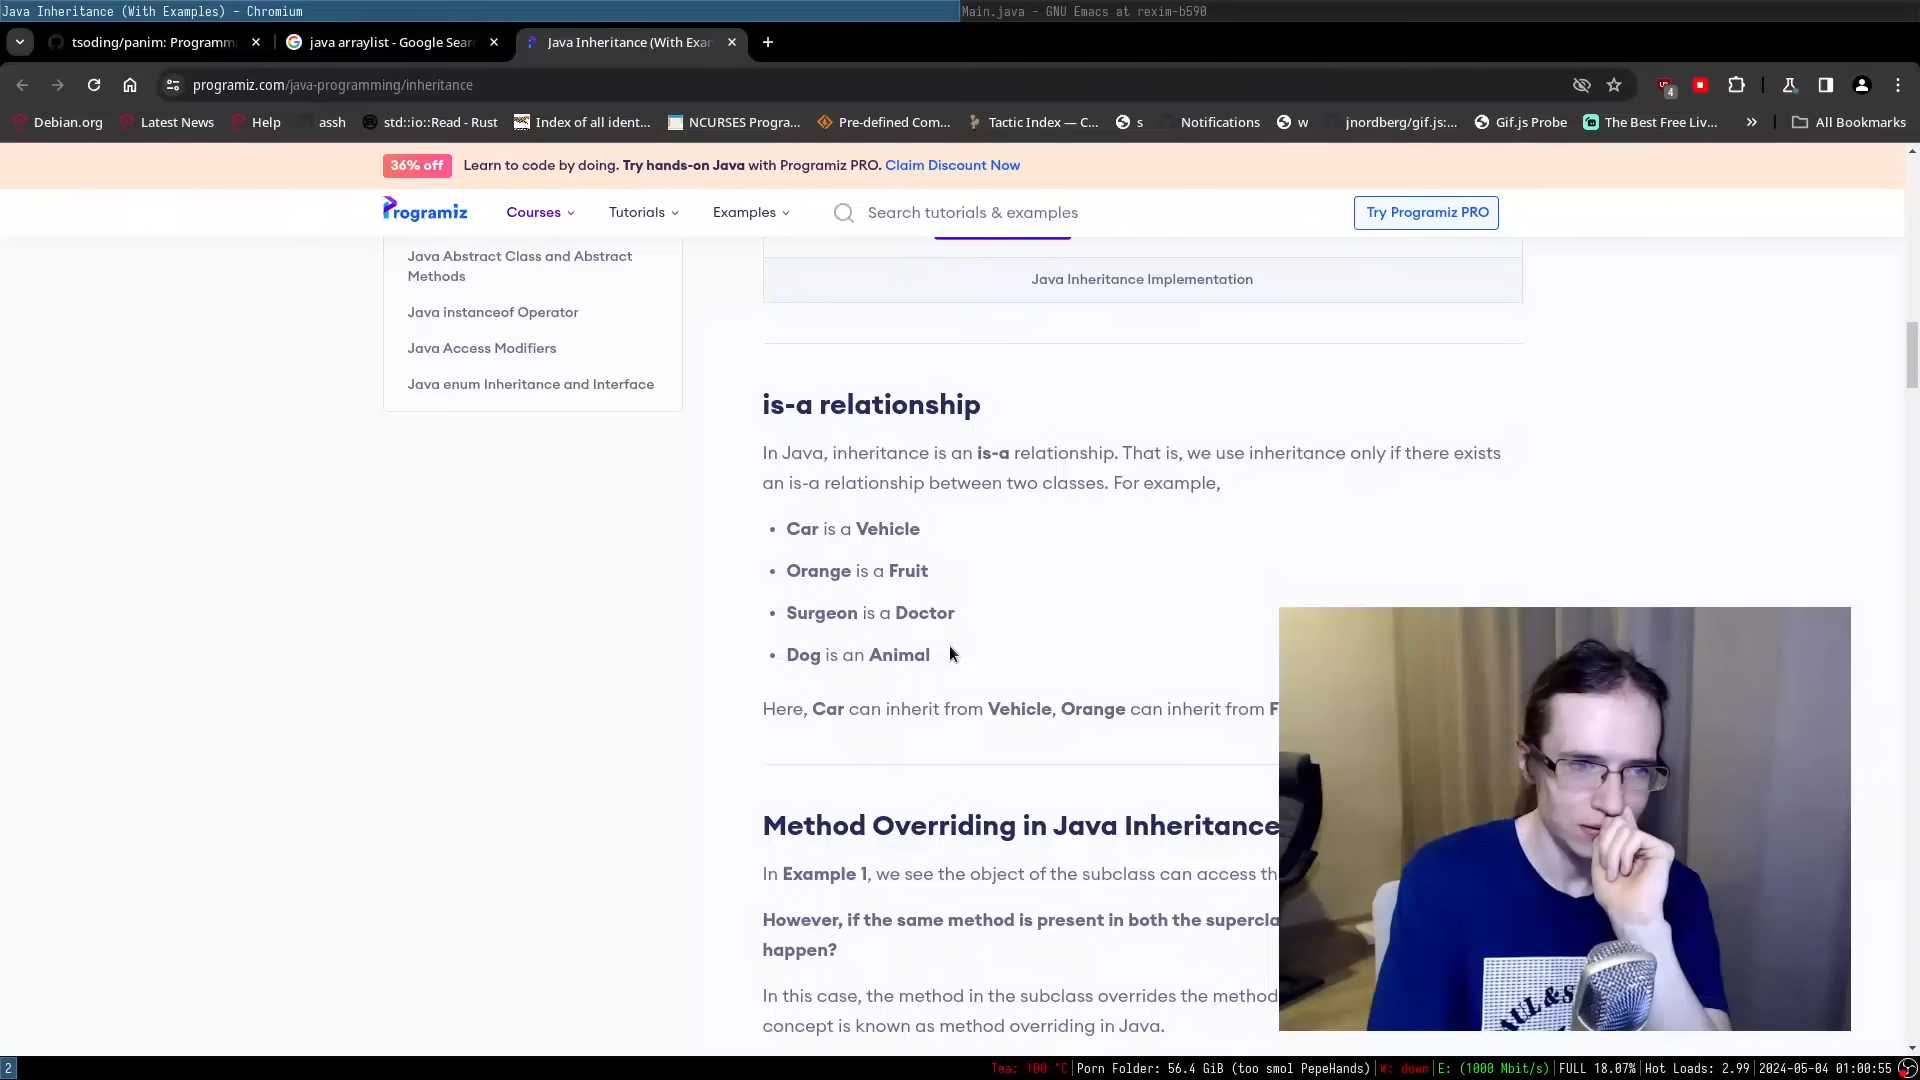 Java Inheritance (With Examples) - Chromium
Main.java - GNU Emacs at rexim-b590
tsoding/panim: Programm
java arraylist - Google Sear
Java Inheritance (With Exar
programiz.com/java-programming/inheritance
4
Debian.org
Latest News
Help
assh
std::io::Read - Rust
Index of all ident...
NCURSES Progra...
Pre-defined Com...
Tactic Index — C...
s
Notifications
w
jnordberg/gif.js:...
Gif.js Probe
The Best Free Liv...
All Bookmarks
36% off Learn to code by doing. Try hands-on Java with Programiz PRO. Claim Discount Now
Programiz
Courses
Tutorials
Examples
Search tutorials & examples
Try Programiz PRO
Java Abstract Class and Abstract
Methods
Java instanceof Operator
Java Access Modifiers
Java enum Inheritance and Interface
Java Inheritance Implementation
is-a relationship
In Java, inheritance is an is-a relationship. That is, we use inheritance only if there exists
an is-a relationship between two classes. For example,
• Car is a Vehicle
• Orange is a Fruit
• Surgeon is a Doctor
• Dog is an Animal
Here, Car can inherit from Vehicle, Orange can inherit from F
Method Overriding in Java Inheritance
In Example 1, we see the object of the subclass can access th
However, if the same method is present in both the supercla
happen?
In this case, the method in the subclass overrides the method
concept is known as method overriding in Java.
AUL&S
2
Tea: 100 °C|Porn Folder: 56.4 GiB (too smol PepeHands)|W: down|E: (1000 Mbit/s)|FULL 18.07%|Hot Loads: 2.99|2024-05-04 01:00:55